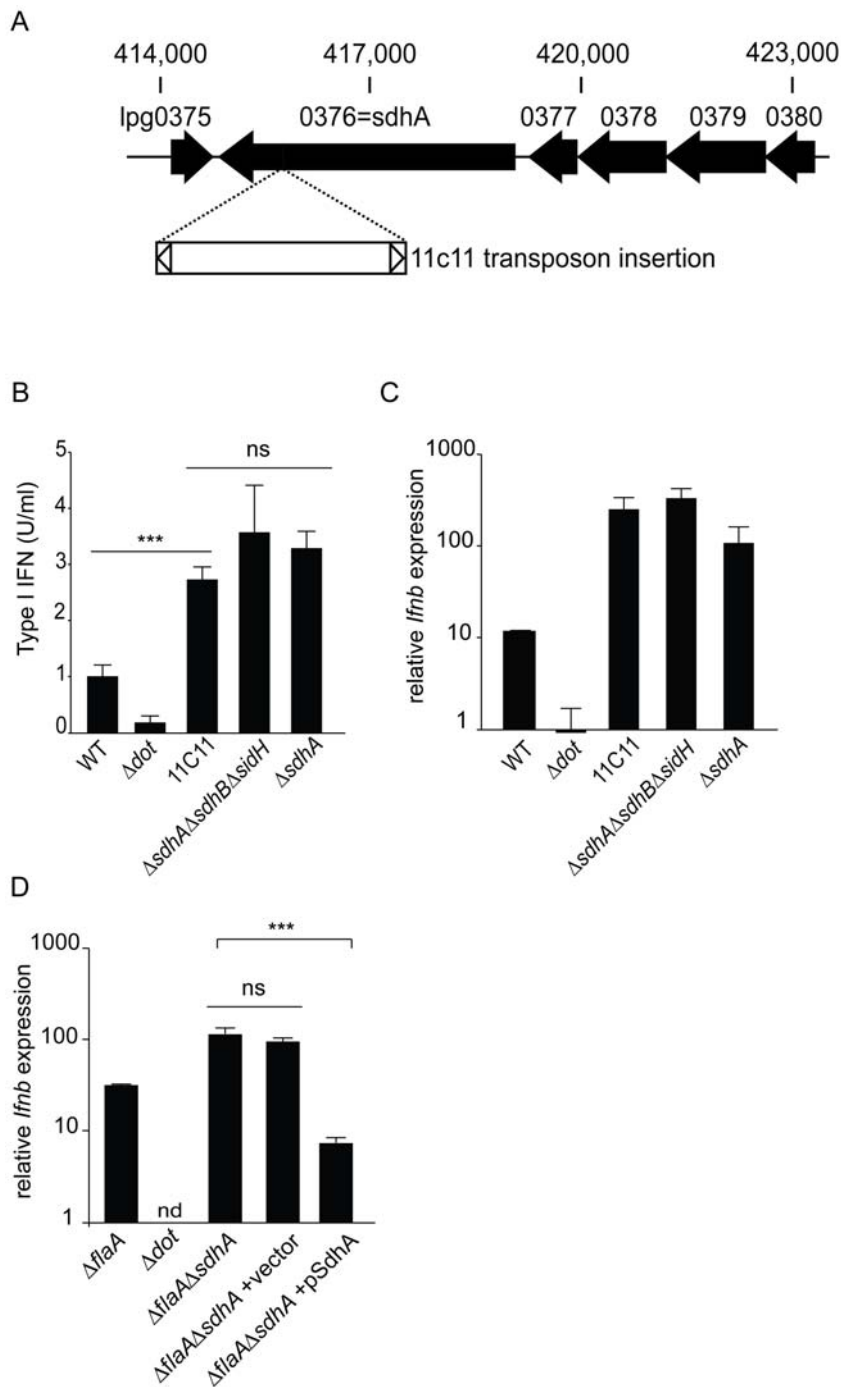 A
414,000 417,000 420,000 423,000
lpg0375 0376=sdhA 0377 0378 0379 0380
11c11 transposon insertion
B
Type I IFN (U/ml)
5
4
3
2
1
0
***
ns
WT
Δdot
11C11
ΔsdhAΔsdhBΔsidH
ΔsdhA
C
relative Ifnb expression
1000
100
10
1
WT
Δdot
11C11
ΔsdhAΔsdhBΔsidH
ΔsdhA
D
relative Ifnb expression
1000
100
10
1
***
ns
nd
ΔflaA
Δdot
ΔflaAΔsdhA
ΔflaAΔsdhA +vector
ΔflaAΔsdhA +pSdhA